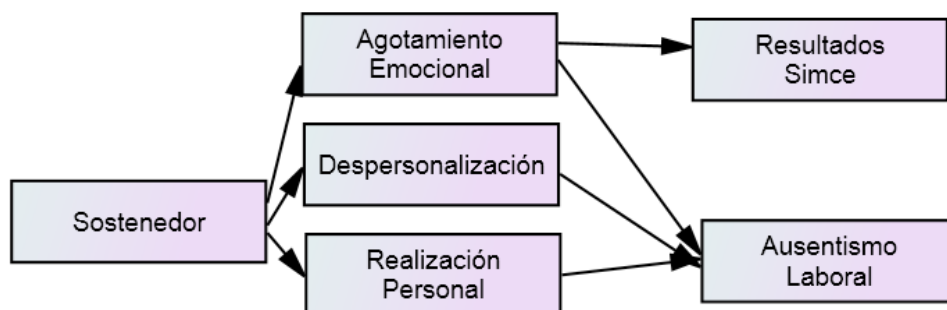 Agotamiento
Emocional
Resultados
Simce
Despersonalización
Sostenedor
Realización
Personal
Ausentismo
Laboral